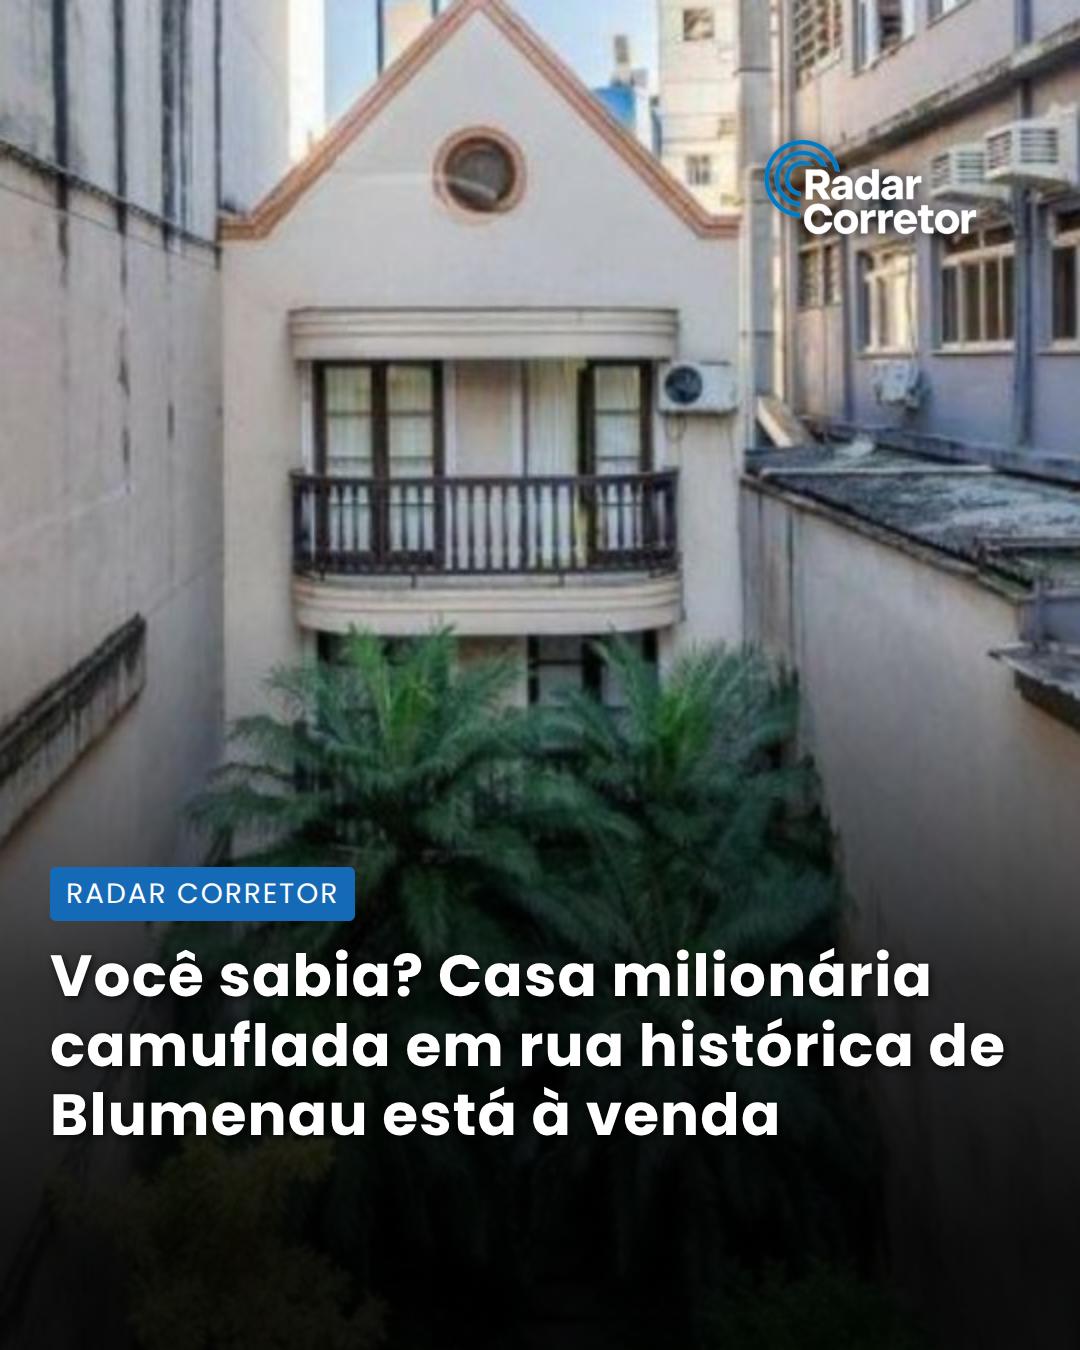 Radar
Corretor
RADAR CORRETOR
Você sabia? Casa milionária
camuflada em rua histórica de
Blumenau está à venda